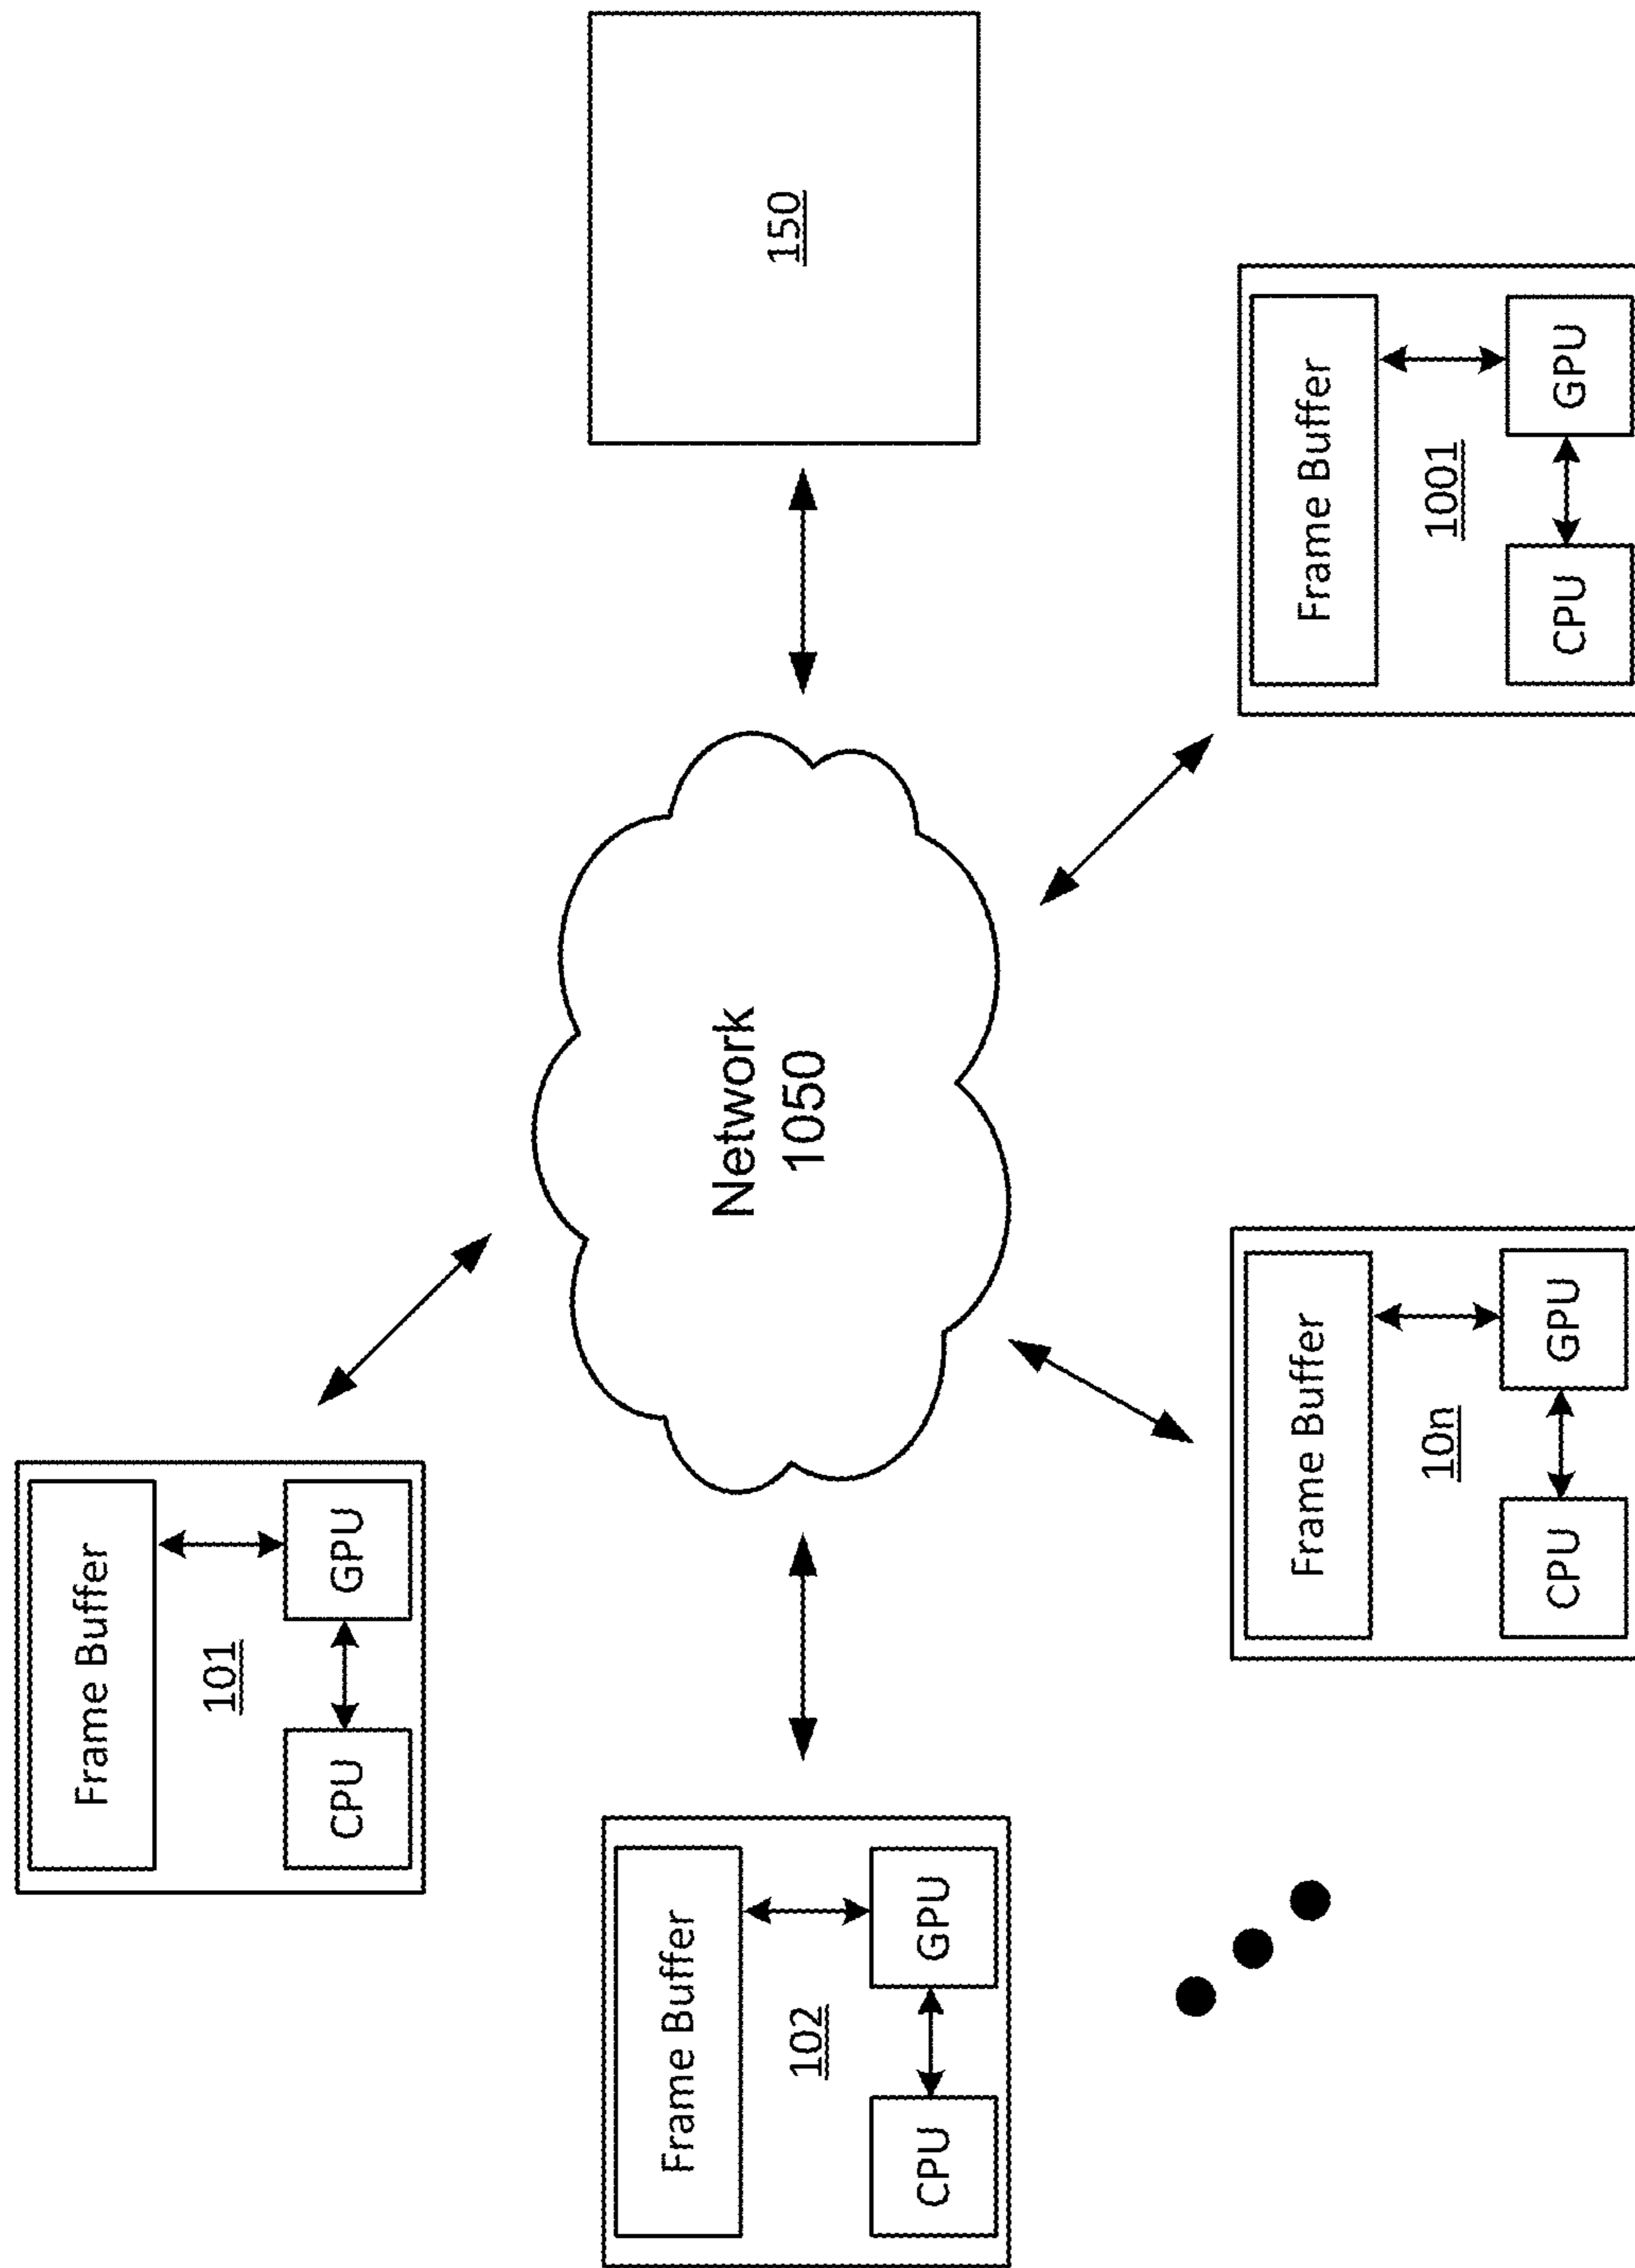 Frame Buffer
101
CPU
GPU
Frame Buffer
102
CPU
GPU
Network
1050
150
Frame Buffer
10n
CPU
GPU
Frame Buffer
1001
CPU
GPU